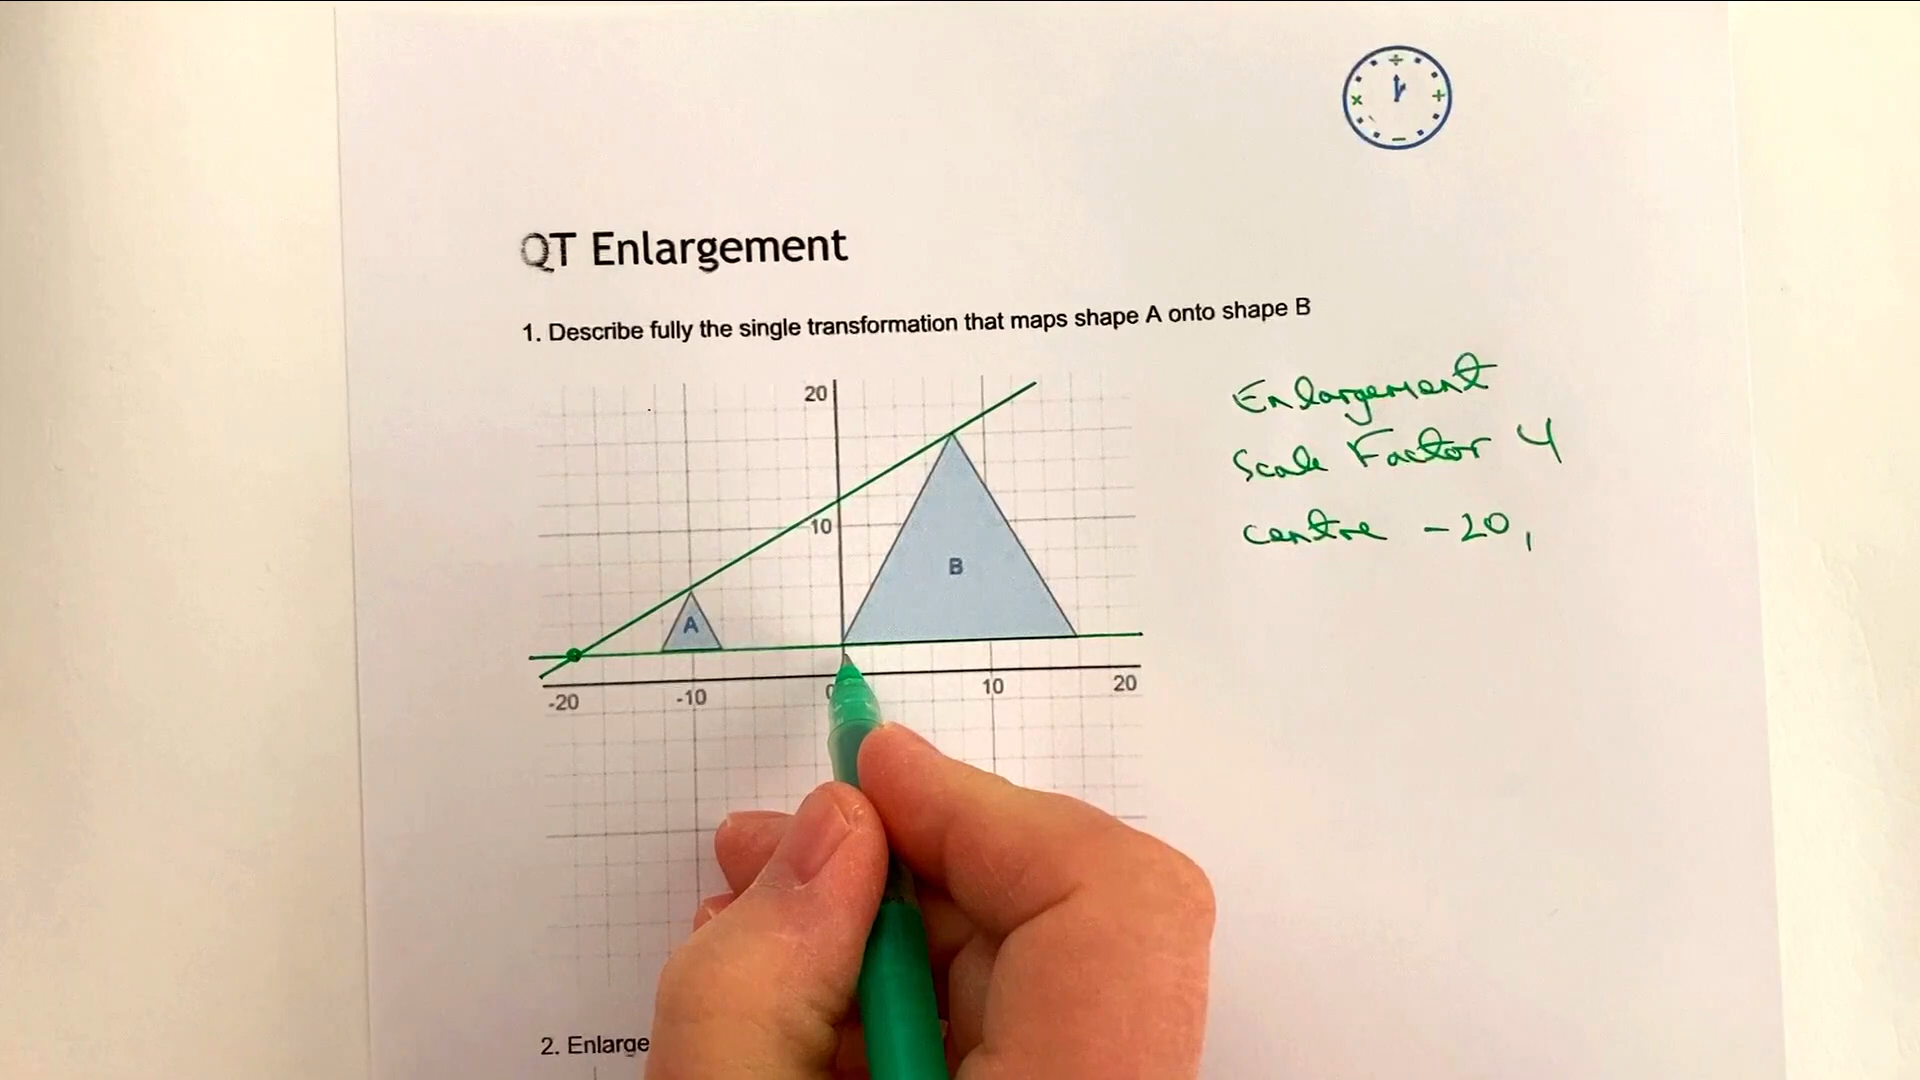 QT Enlargement
1. Describe fully the single transformation that maps shape A onto shape B
Enlargement
Scale Factor 4
centre -20,
20
10
A
B
-20
-10
10
20
2. Enlarge